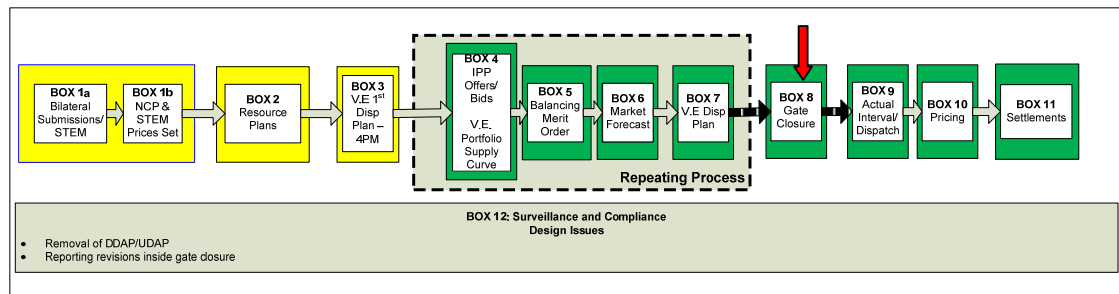 BOX 1a
Bilateral
Submissions/
STEM
BOX 1b
NCP &
STEM
Prices Set
BOX 2
Resource
Plans
BOX 3
V.E 1st
Disp
Plan –
4PM
BOX 4
IPP
Offers/
Bids
V.E.
Portfolio
Supply
Curve
BOX 5
Balancing
Merit
Order
BOX 6
Market
Forecast
BOX 7
V.E Disp
Plan
Repeating Process
BOX 8
Gate
Closure
BOX 9
Actual
Interval/
Dispatch
BOX 10
Pricing
BOX 11
Settlements
BOX 12: Surveillance and Compliance
Design Issues
• Removal of DDAP/UDAP
• Reporting revisions inside gate closure